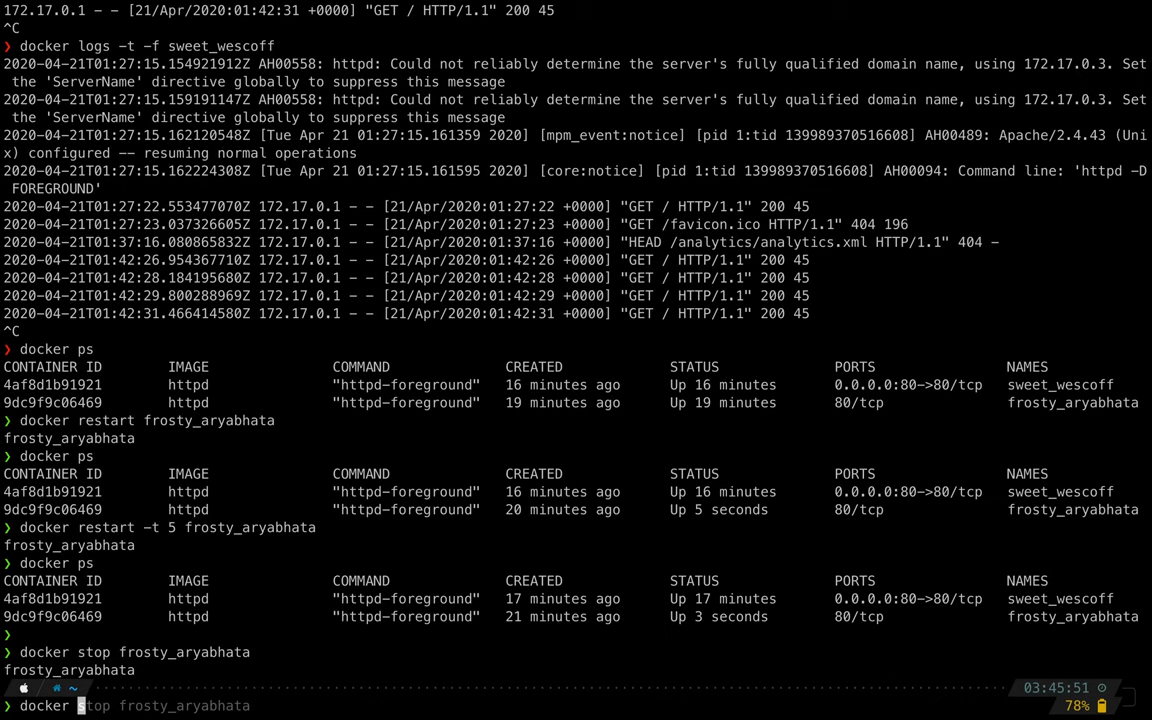 172.17.0.1 - - [21/Apr/2020:01:42:31 +0000] "GET / HTTP/1.1" 200 45
^C
❯ docker logs -t -f sweet_wescoff
2020-04-21T01:27:15.154921912Z AH00558: httpd: Could not reliably determine the server's fully qualified domain name, using 172.17.0.3. Set
 the 'ServerName' directive globally to suppress this message
2020-04-21T01:27:15.159191147Z AH00558: httpd: Could not reliably determine the server's fully qualified domain name, using 172.17.0.3. Set
 the 'ServerName' directive globally to suppress this message
2020-04-21T01:27:15.162120548Z [Tue Apr 21 01:27:15.161359 2020] [mpm_event:notice] [pid 1:tid 139989370516608] AH00489: Apache/2.4.43 (Uni
x) configured -- resuming normal operations
2020-04-21T01:27:15.162224308Z [Tue Apr 21 01:27:15.161595 2020] [core:notice] [pid 1:tid 139989370516608] AH00094: Command line: 'httpd -D
 FOREGROUND'
2020-04-21T01:27:22.553477070Z 172.17.0.1 - - [21/Apr/2020:01:27:22 +0000] "GET / HTTP/1.1" 200 45
2020-04-21T01:27:23.037326605Z 172.17.0.1 - - [21/Apr/2020:01:27:23 +0000] "GET /favicon.ico HTTP/1.1" 404 196
2020-04-21T01:37:16.080865832Z 172.17.0.1 - - [21/Apr/2020:01:37:16 +0000] "HEAD /analytics/analytics.xml HTTP/1.1" 404 -
2020-04-21T01:42:26.954367710Z 172.17.0.1 - - [21/Apr/2020:01:42:26 +0000] "GET / HTTP/1.1" 200 45
2020-04-21T01:42:28.184195680Z 172.17.0.1 - - [21/Apr/2020:01:42:28 +0000] "GET / HTTP/1.1" 200 45
2020-04-21T01:42:29.800288969Z 172.17.0.1 - - [21/Apr/2020:01:42:29 +0000] "GET / HTTP/1.1" 200 45
2020-04-21T01:42:31.466414580Z 172.17.0.1 - - [21/Apr/2020:01:42:31 +0000] "GET / HTTP/1.1" 200 45
^C
❯ docker ps
CONTAINER ID IMAGE COMMAND CREATED STATUS PORTS NAMES
4af8d1b91921 httpd "httpd-foreground" 16 minutes ago Up 16 minutes 0.0.0.0:80->80/tcp sweet_wescoff
9dc9f9c06469 httpd "httpd-foreground" 19 minutes ago Up 19 minutes 80/tcp frosty_aryabhata
❯ docker restart frosty_aryabhata
frosty_aryabhata
❯ docker ps
CONTAINER ID IMAGE COMMAND CREATED STATUS PORTS NAMES
4af8d1b91921 httpd "httpd-foreground" 16 minutes ago Up 16 minutes 0.0.0.0:80->80/tcp sweet_wescoff
9dc9f9c06469 httpd "httpd-foreground" 20 minutes ago Up 5 seconds 80/tcp frosty_aryabhata
❯ docker restart -t 5 frosty_aryabhata
frosty_aryabhata
❯ docker ps
CONTAINER ID IMAGE COMMAND CREATED STATUS PORTS NAMES
4af8d1b91921 httpd "httpd-foreground" 17 minutes ago Up 17 minutes 0.0.0.0:80->80/tcp sweet_wescoff
9dc9f9c06469 httpd "httpd-foreground" 21 minutes ago Up 3 seconds 80/tcp frosty_aryabhata
❯
❯ docker stop frosty_aryabhata
frosty_aryabhata
~ 03:45:51
❯ docker stop frosty_aryabhata 78%